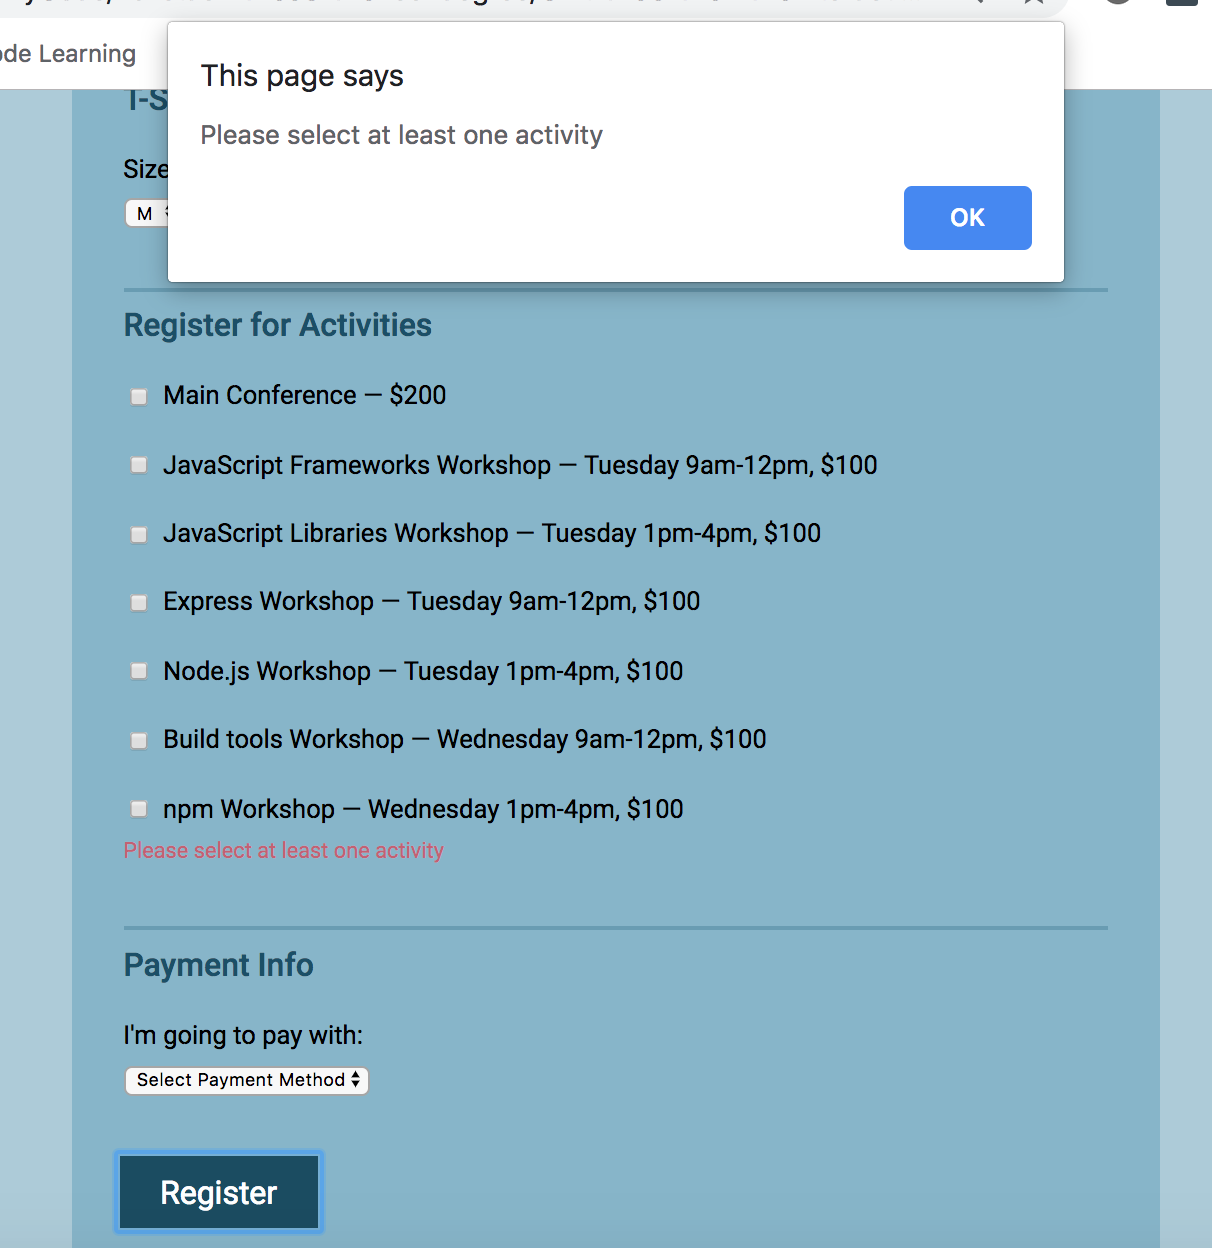 ode Learning
This page says
Please select at least one activity
OK
T-S
Size
M
Register for Activities
Main Conference — $200
JavaScript Frameworks Workshop — Tuesday 9am-12pm, $100
JavaScript Libraries Workshop — Tuesday 1pm-4pm, $100
Express Workshop — Tuesday 9am-12pm, $100
Node.js Workshop — Tuesday 1pm-4pm, $100
Build tools Workshop — Wednesday 9am-12pm, $100
npm Workshop — Wednesday 1pm-4pm, $100
Please select at least one activity
Payment Info
I'm going to pay with:
Select Payment Method
Register